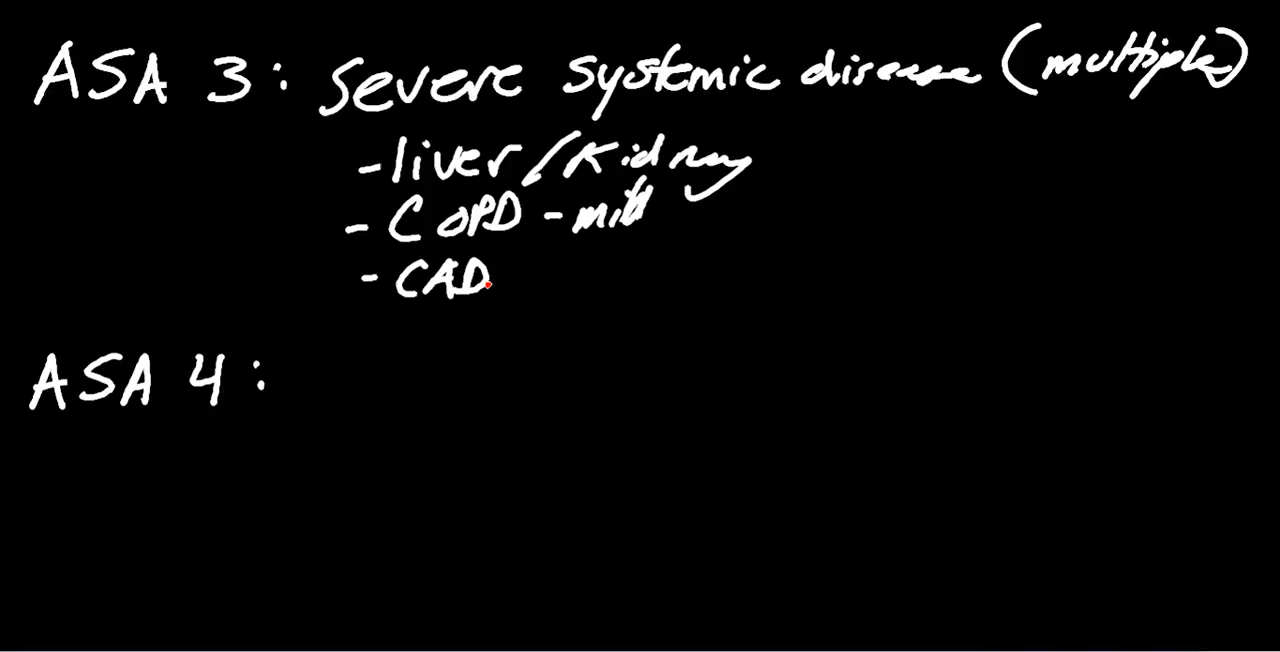 ASA 3: severe systemic disease (multiple)
- liver/Kidney
- COPD - mild
- CAD
ASA 4: